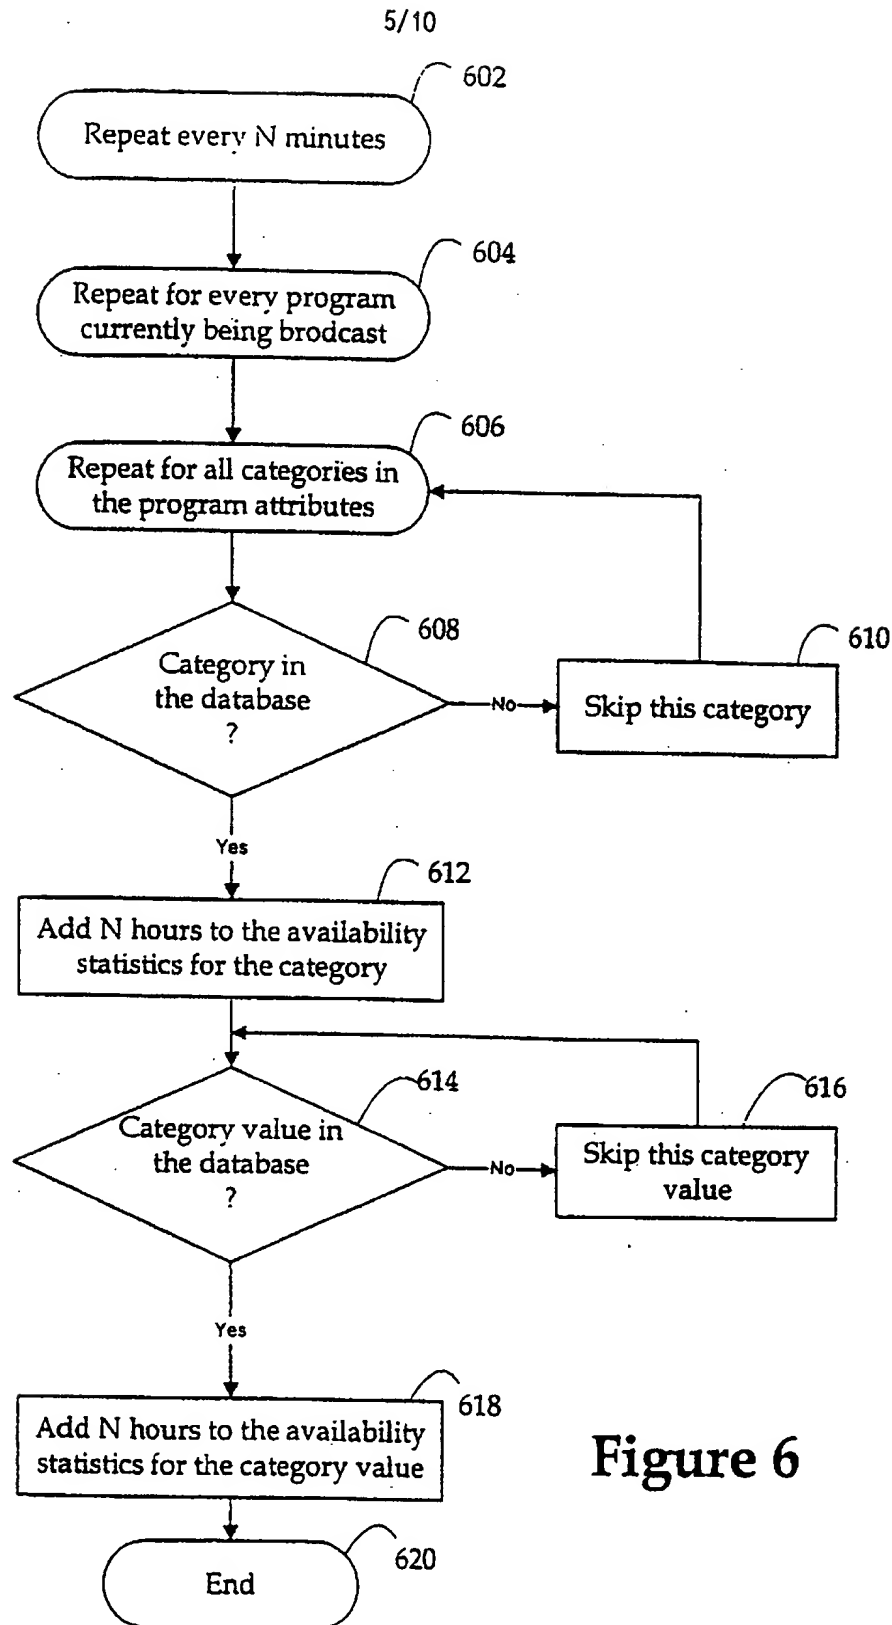 5/10
602
Repeat every N minutes
604
Repeat for every program
currently being brodcast
606
Repeat for all categories in
the program attributes
608
Category in
the database
?
No
610
Skip this category
Yes
612
Add N hours to the availability
statistics for the category
614
Category value in
the database
?
No
616
Skip this category
value
Yes
618
Add N hours to the availability
statistics for the category value
Figure 6
620
End